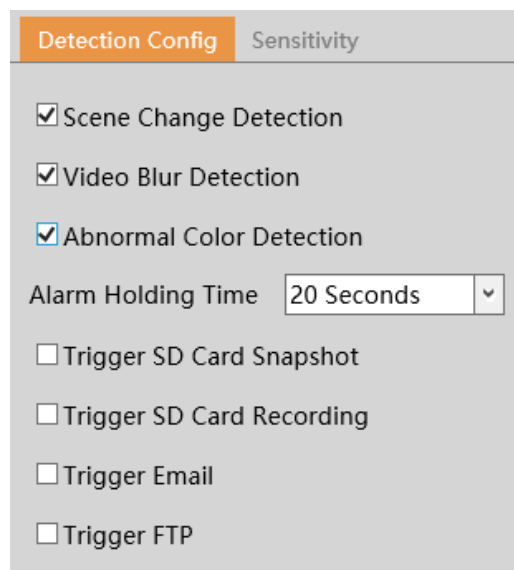 Detection Config Sensitivity
Scene Change Detection
Video Blur Detection
Abnormal Color Detection
Alarm Holding Time 20 Seconds
Trigger SD Card Snapshot
Trigger SD Card Recording
Trigger Email
Trigger FTP